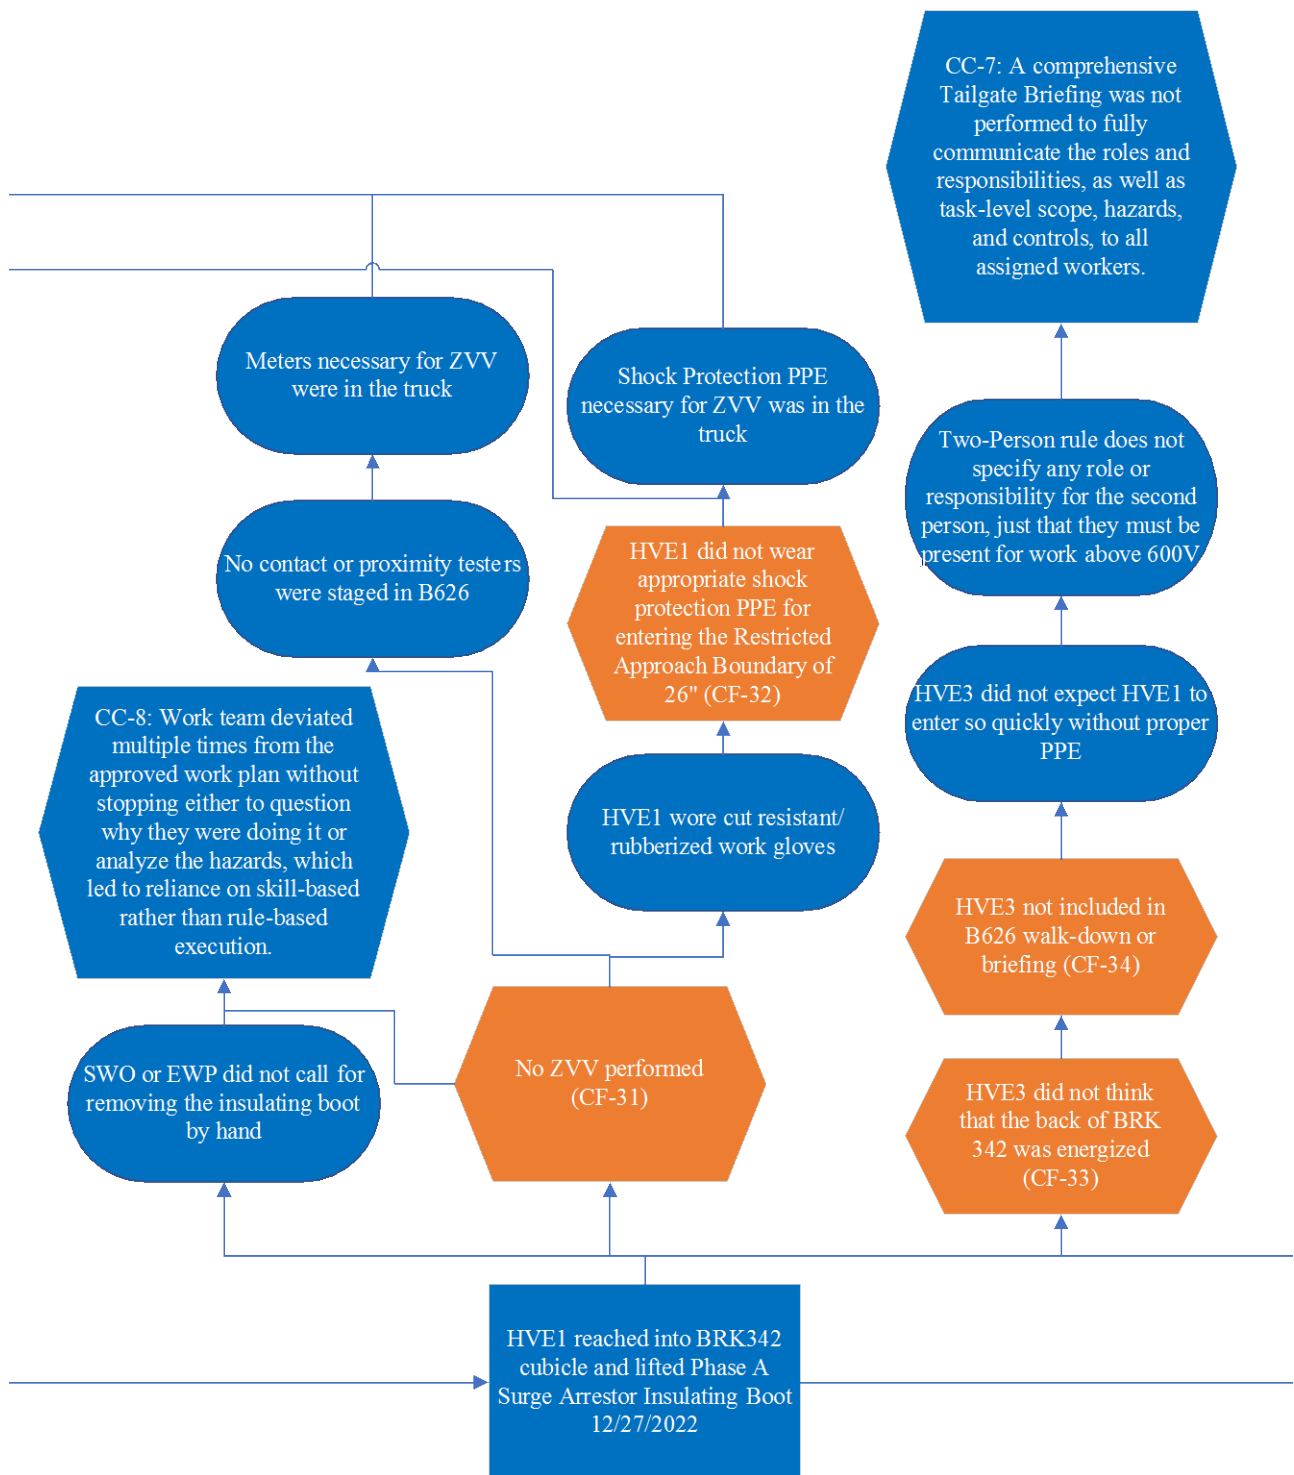 CC-7: A comprehensive
Tailgate Briefing was not
performed to fully
communicate the roles and
responsibilities, as well as
task-level scope, hazards,
and controls, to all
assigned workers.
Meters necessary for ZVV
were in the truck
Shock Protection PPE
necessary for ZVV was in the
truck
Two-Person rule does not
specify any role or
responsibility for the second
person, just that they must be
present for work above 600V
No contact or proximity testers
were staged in B626
HVE1 did not wear
appropriate shock
protection PPE for
entering the Restricted
Approach Boundary of
26" (CF-32)
HVE3 did not expect HVE1 to
enter so quickly without proper
PPE
CC-8: Work team deviated
multiple times from the
approved work plan without
stopping either to question
why they were doing it or
analyze the hazards, which
led to reliance on skill-based
rather than rule-based
execution.
HVE1 wore cut resistant/
rubberized work gloves
HVE3 not included in
B626 walk-down or
briefing (CF-34)
SWO or EWP did not call for
removing the insulating boot
by hand
No ZVV performed
(CF-31)
HVE3 did not think
that the back of BRK
342 was energized
(CF-33)
HVE1 reached into BRK342
cubicle and lifted Phase A
Surge Arrestor Insulating Boot
12/27/2022